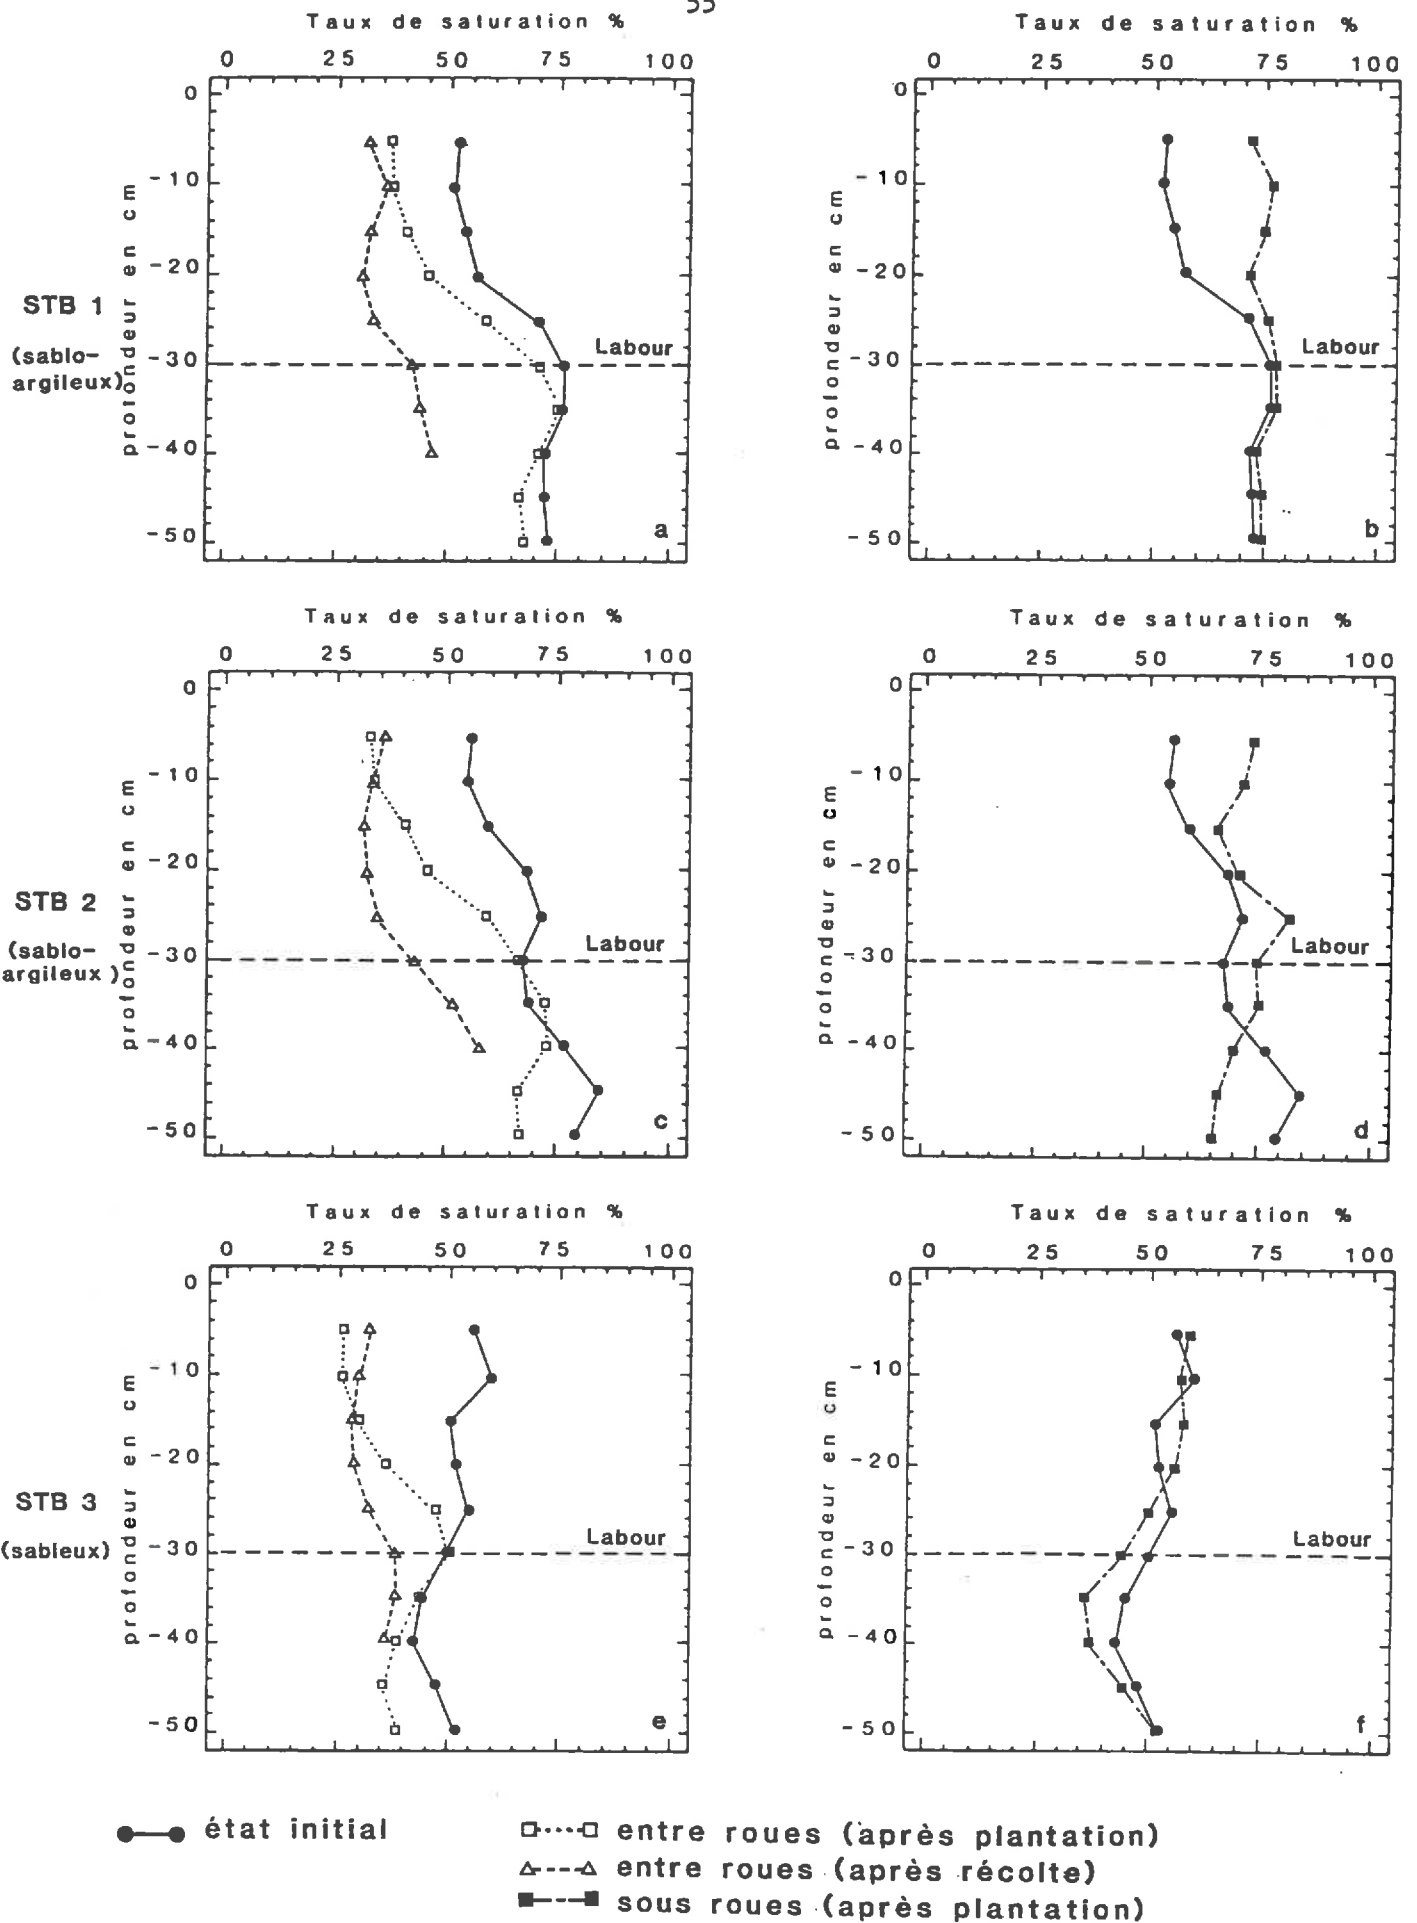 55
Taux de saturation %
0 25 50 75 100
0
-10
-20
-30
-40
-50
profondeur en cm
STB 1
(sablo-
argileux)
Labour
a
Taux de saturation %
0 25 50 75 100
0
-10
-20
-30
-40
-50
profondeur en cm
Labour
b
Taux de saturation %
0 25 50 75 100
0
-10
-20
-30
-40
-50
profondeur en cm
STB 2
(sablo-
argileux)
Labour
c
Taux de saturation %
0 25 50 75 100
0
-10
-20
-30
-40
-50
profondeur en cm
Labour
d
Taux de saturation %
0 25 50 75 100
0
-10
-20
-30
-40
-50
profondeur en cm
STB 3
(sableux)
Labour
e
Taux de saturation %
0 25 50 75 100
0
-10
-20
-30
-40
-50
profondeur en cm
Labour
f
état initial
entre roues (après plantation)
entre roues (après récolte)
sous roues (après plantation)